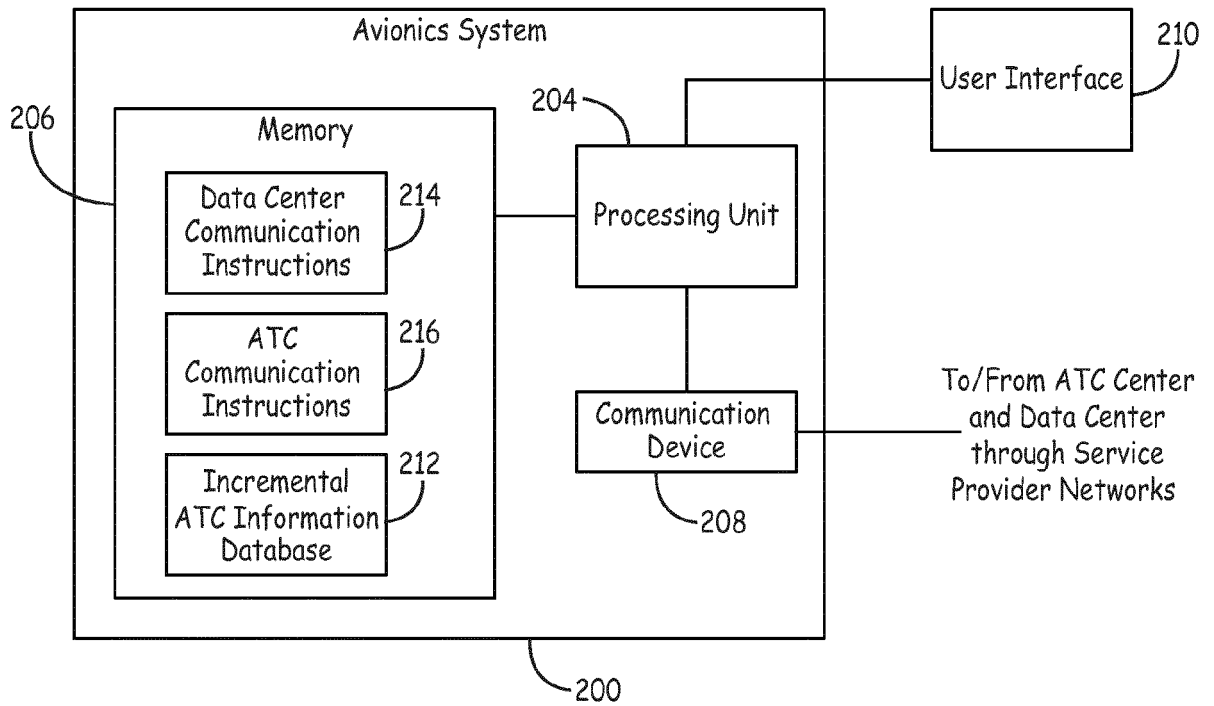 Avionics System
210
User Interface
204
206
Memory
Data Center
Communication
Instructions
214
Processing Unit
ATC
Communication
Instructions
216
To/From ATC Center
and Data Center
through Service
Provider Networks
Communication
Device
Incremental
ATC Information
Database
212
208
200